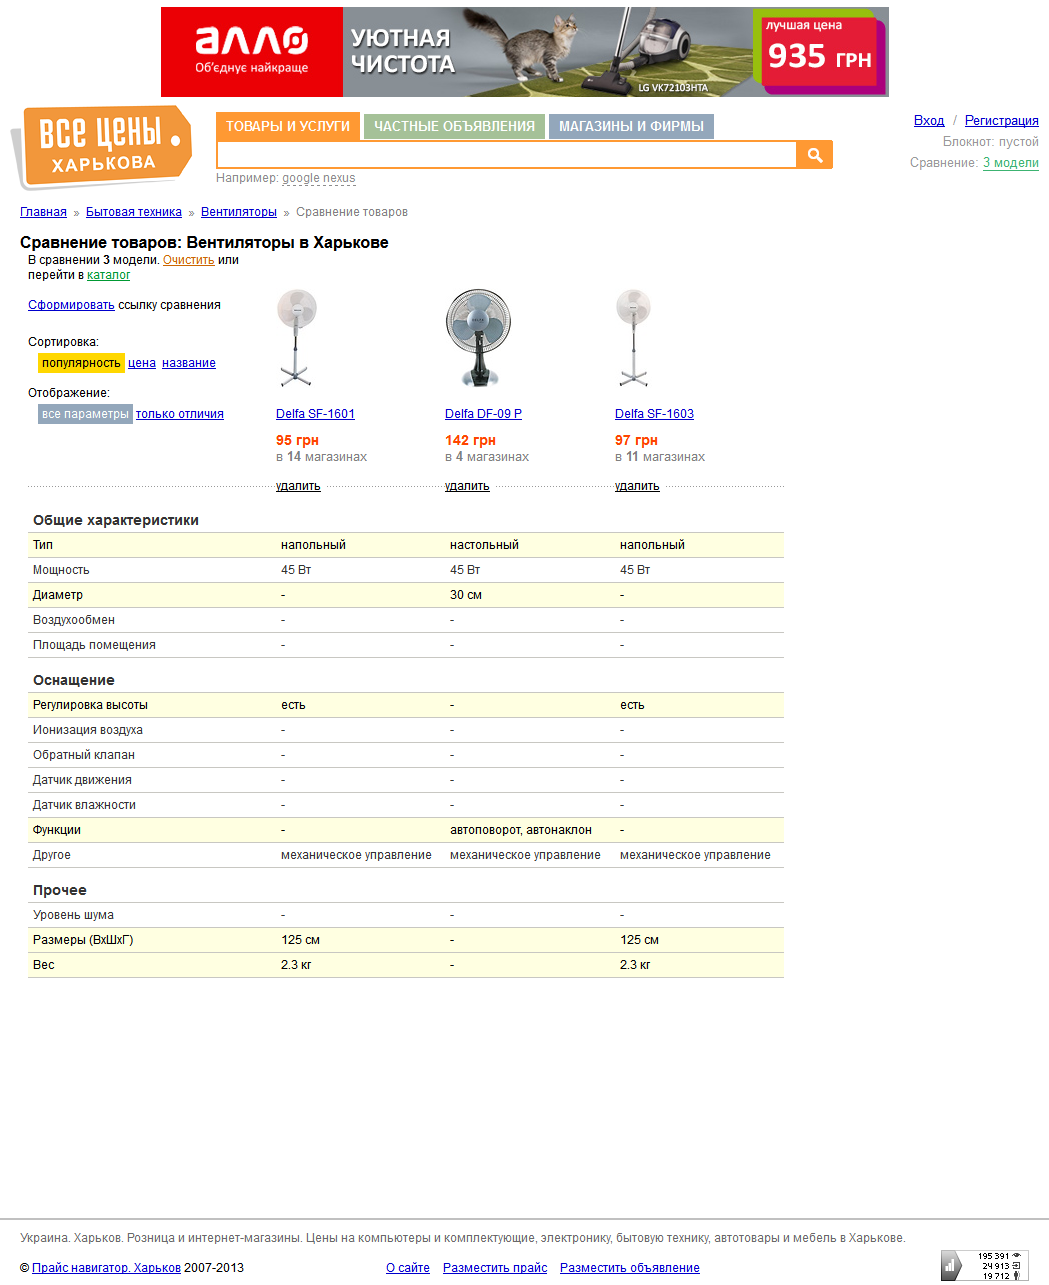 алло
Об'єднує найкраще
УЮТНАЯ
ЧИСТОТА
LG VK72103HTA
лучшая цена
935 ГРН
ВСЕ ЦЕНЫ
ХАРЬКОВА
ТОВАРЫ И УСЛУГИ ЧАСТНЫЕ ОБЪЯВЛЕНИЯ МАГАЗИНЫ И ФИРМЫ
Например: google nexus
Вход / Регистрация
Блокнот: пустой
Сравнение: 3 модели
Главная » Бытовая техника » Вентиляторы » Сравнение товаров
Сравнение товаров: Вентиляторы в Харькове
В сравнении 3 модели. Очистить или
перейти в каталог
Сформировать ссылку сравнения
Сортировка:
популярность цена название
Отображение:
все параметры только отличия
Delfa SF-1601 Delfa DF-09 P Delfa SF-1603
95 грн 142 грн 97 грн
в 14 магазинах в 4 магазинах в 11 магазинах
удалить удалить удалить
Общие характеристики
Тип напольный настольный напольный
Мощность 45 Вт 45 Вт 45 Вт
Диаметр - 30 см -
Воздухообмен - - -
Площадь помещения - - -
Оснащение
Регулировка высоты есть - есть
Ионизация воздуха - - -
Обратный клапан - - -
Датчик движения - - -
Датчик влажности - - -
Функции - автоповорот, автонаклон -
Другое механическое управление механическое управление механическое управление
Прочее
Уровень шума - - -
Размеры (ВхШхГ) 125 см - 125 см
Вес 2.3 кг - 2.3 кг
Украина. Харьков. Розница и интернет-магазины. Цены на компьютеры и комплектующие, электронику, бытовую технику, автотовары и мебель в Харькове.
© Прайс навигатор. Харьков 2007-2013 О сайте Разместить прайс Разместить объявление
195 391
24 913
19 712